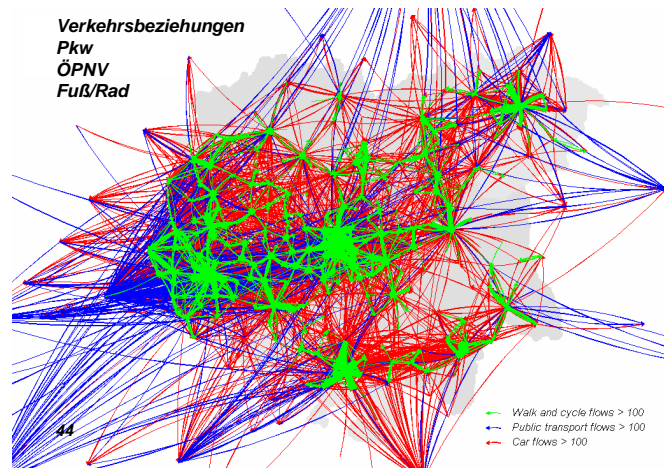 Verkehrsbeziehungen
Pkw
ÖPNV
Fuß/Rad
Walk and cycle flows > 100
Public transport flows > 100
Car flows > 100
44